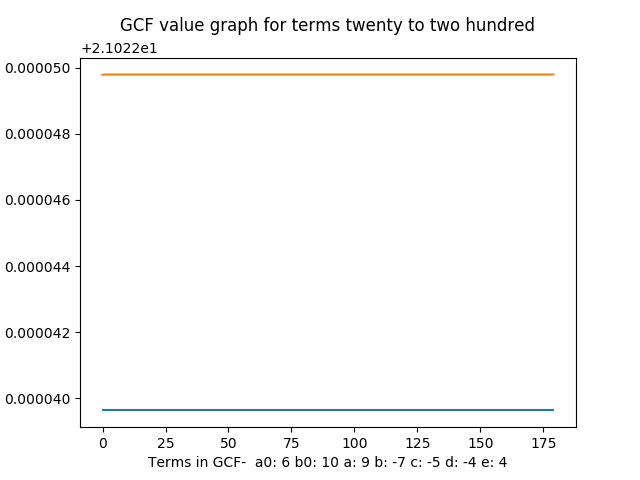 GCF value graph for terms twenty to two hundred
+2.1022e1
0.000050
0.000048
0.000046
0.000044
0.000042
0.000040
0 25 50 75 100 125 150 175
Terms in GCF-  a0: 6 b0: 10 a: 9 b: -7 c: -5 d: -4 e: 4